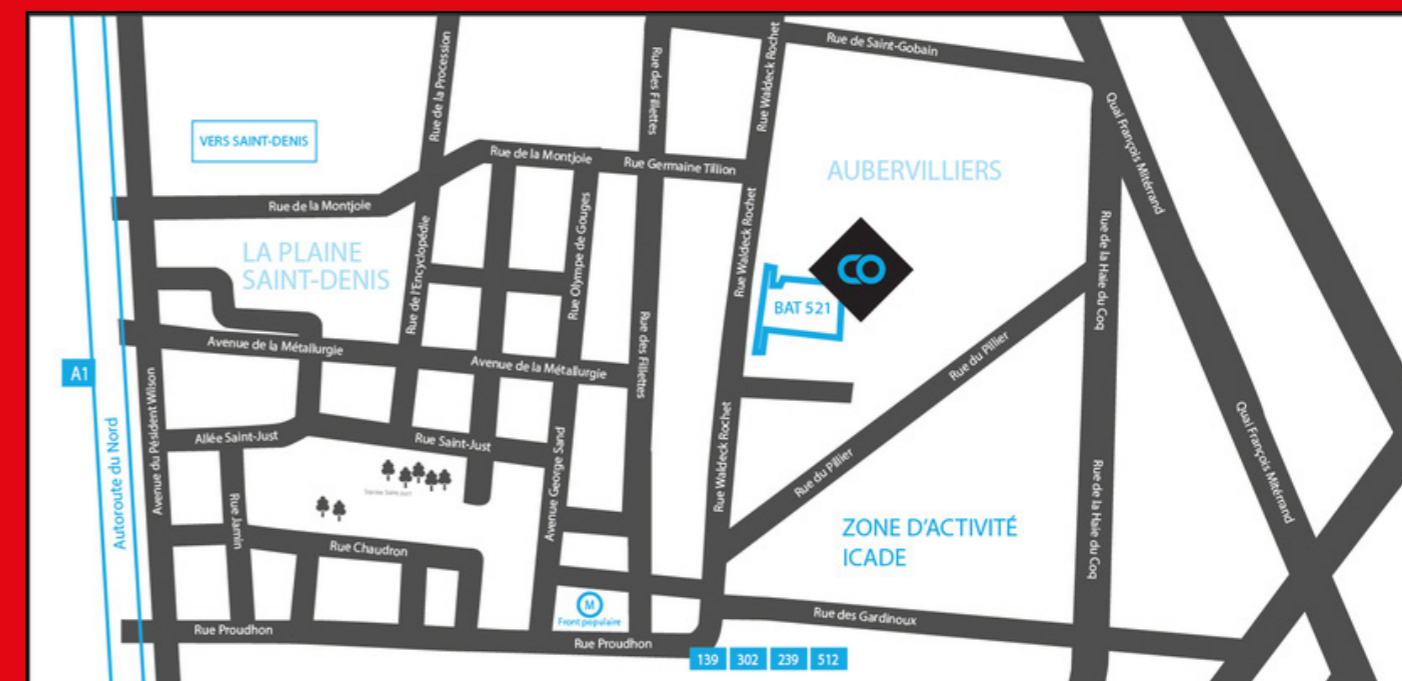 Rue de Saint-Gobain
Rue de la Procession
Rue des Fillettes
Rue Waldeck Rochet
Quai François Mitérrand
VERS SAINT-DENIS
Rue de la Montjoie
Rue Germaine Tillion
AUBERVILLIERS
Rue de la Montjoie
LA PLAINE
SAINT-DENIS
Rue de l'Encyclopédie
Rue Olympe de Gouges
Rue Waldeck Rochet
Rue de la Haie du Coq
CO
BAT 521
Avenue de la Métallurgie
Avenue de la Métallurgie
Rue des Fillettes
Rue du Pillier
A1
Autoroute du Nord
Avenue du Pésident Wilson
Allée Saint-Just
Rue Saint-Just
Avenue George Sand
Rue Waldeck Rochet
Rue du Pillier
Quai François Mitérrand
Rue de la Haie du Coq
Rue Jamin
Rue Chaudron
ZONE D'ACTIVITÉ
ICADE
M
Front populaire
Rue des Gardinoux
Rue Proudhon
Rue Proudhon
139 302 239 512